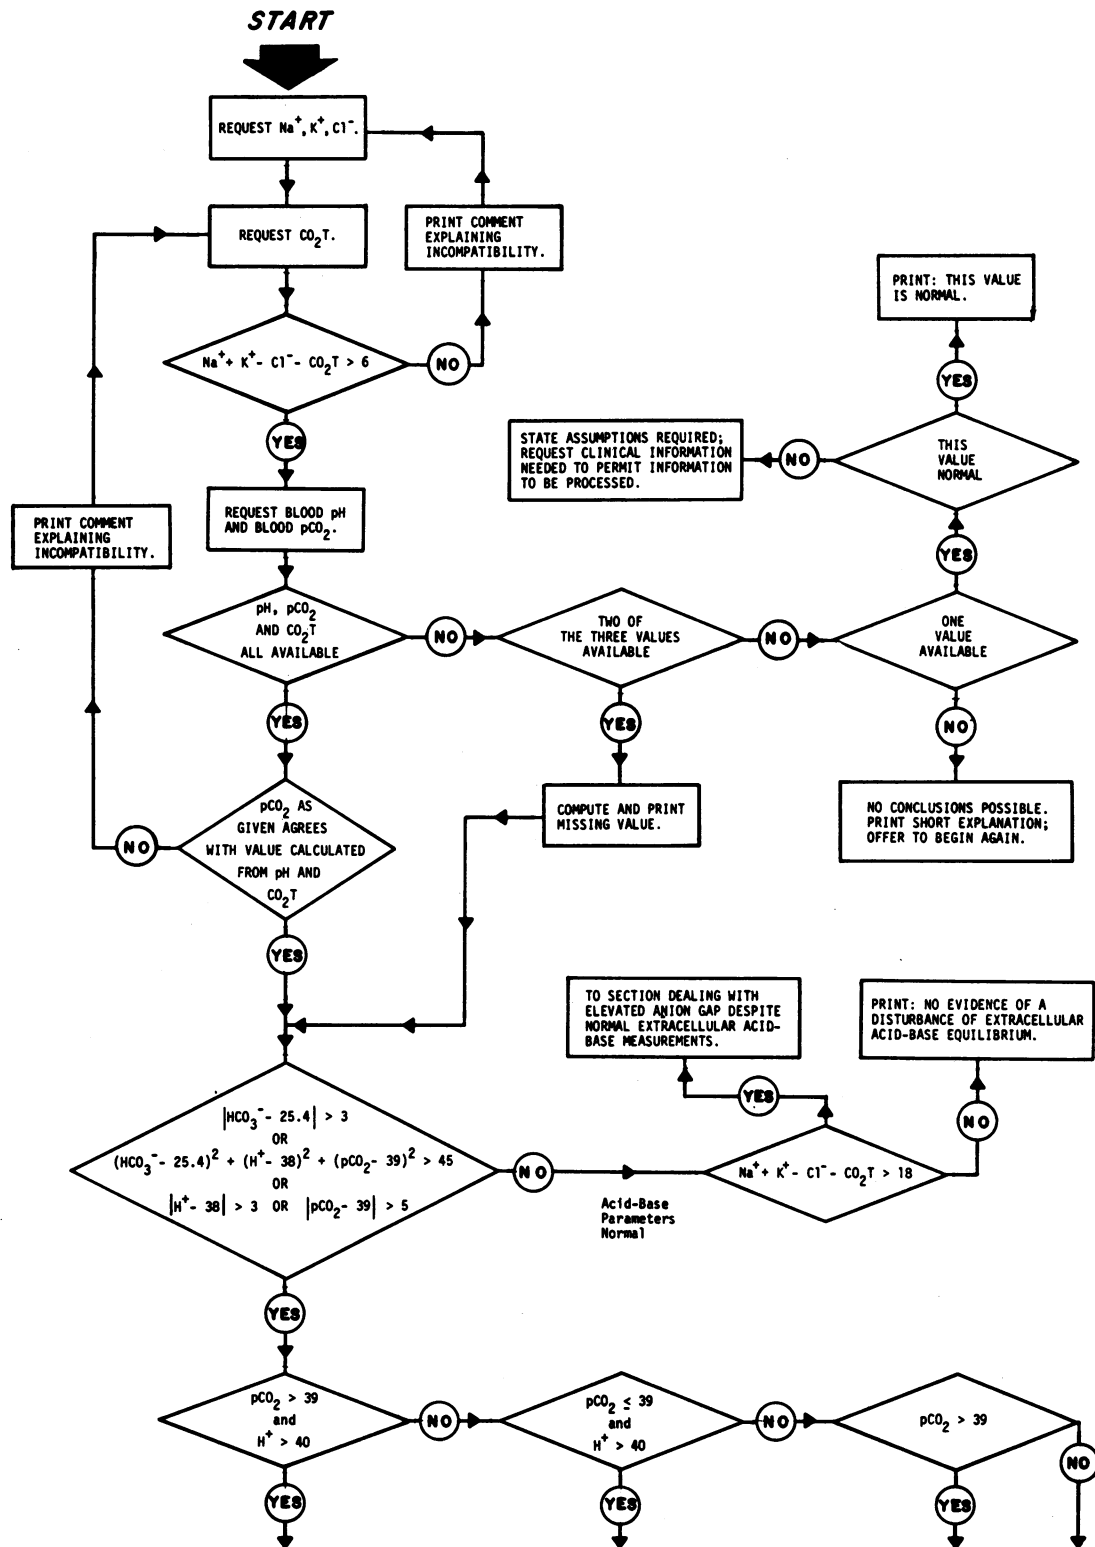 START
REQUEST Na⁺, K⁺, Cl⁻.
REQUEST CO₂T.
PRINT COMMENT
EXPLAINING
INCOMPATIBILITY.
Na⁺ + K⁺ - Cl⁻ - CO₂T > 6
NO
YES
PRINT: THIS VALUE
IS NORMAL.
YES
THIS
VALUE
NORMAL
NO
STATE ASSUMPTIONS REQUIRED;
REQUEST CLINICAL INFORMATION
NEEDED TO PERMIT INFORMATION
TO BE PROCESSED.
REQUEST BLOOD pH
AND BLOOD pCO₂.
PRINT COMMENT
EXPLAINING
INCOMPATIBILITY.
YES
pH, pCO₂
AND CO₂T
ALL AVAILABLE
NO
TWO OF
THE THREE VALUES
AVAILABLE
NO
ONE
VALUE
AVAILABLE
YES
YES
NO
COMPUTE AND PRINT
MISSING VALUE.
NO CONCLUSIONS POSSIBLE.
PRINT SHORT EXPLANATION;
OFFER TO BEGIN AGAIN.
pCO₂ AS
GIVEN AGREES
WITH VALUE CALCULATED
FROM pH AND
CO₂T
NO
YES
TO SECTION DEALING WITH
ELEVATED ANION GAP DESPITE
NORMAL EXTRACELLULAR ACID-
BASE MEASUREMENTS.
PRINT: NO EVIDENCE OF A
DISTURBANCE OF EXTRACELLULAR
ACID-BASE EQUILIBRIUM.
YES
NO
|HCO₃⁻ - 25.4| > 3
OR
(HCO₃⁻ - 25.4)² + (H⁺ - 38)² + (pCO₂ - 39)² > 45
OR
|H⁺ - 38| > 3 OR |pCO₂ - 39| > 5
NO
Na⁺ + K⁺ - Cl⁻ - CO₂T > 18
Acid-Base
Parameters
Normal
YES
pCO₂ > 39
and
H⁺ > 40
NO
pCO₂ ≤ 39
and
H⁺ > 40
NO
pCO₂ > 39
NO
YES
YES
YES